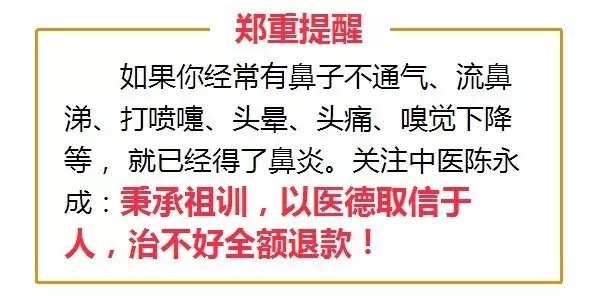 郑重提醒
如果你经常有鼻子不通气、流鼻
涕、打喷嚏、头晕、头痛、嗅觉下降
等，就已经得了鼻炎。关注中医陈永
成：秉承祖训，以医德取信于
人，治不好全额退款！